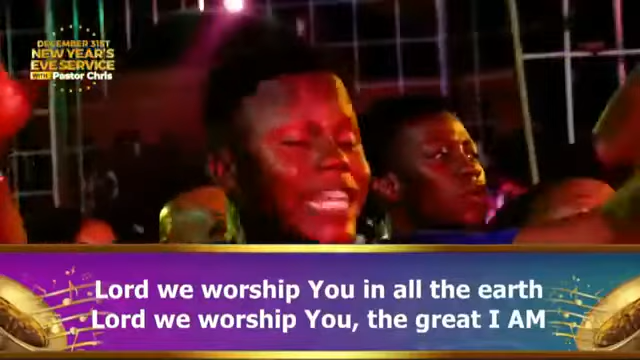 DECEMBER 31ST
NEW YEAR'S
EVE SERVICE
WITH Pastor Chris
Lord we worship You in all the earth
Lord we worship You, the great I AM